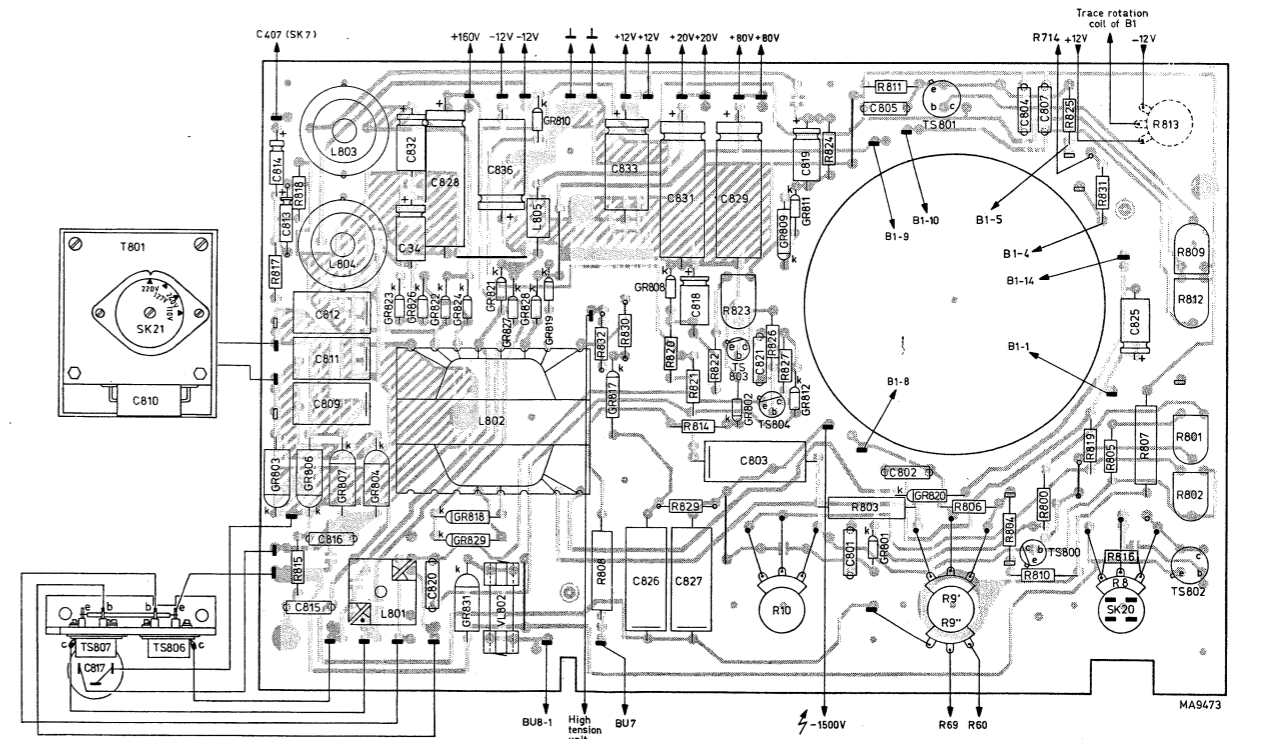 Trace rotation
coil of B1
C407 (SK7)
+160V
-12V
-12V
+12V
+12V
+20V
+20V
+80V
+80V
R714
+12V
-12V
k
GR810
R811
C805
e
b
c
TS801
C804
C807
R825
R813
L803
C832
C828
C836
C833
C831
C829
C819
R824
C814
R818
C813
R817
L804
C34
L805
GR809
GR811
k
k
B1-9
B1-10
B1-5
B1-4
B1-14
B1-1
B1-8
R831
R809
R812
C825
T801
220V
127V
110V
SK21
C810
C812
C811
C809
GR823
GR826
GR822
GR824
GR821
GR827
GR828
GR819
GR808
C818
R823
R832
R830
R820
R822
R821
TS
803
C821
R826
R827
GR812
GR802
TS804
GR817
R814
L802
C803
C802
GR820
R806
R803
R829
GR803
GR806
GR807
GR804
GR818
GR829
C816
R815
C815
L801
C820
GR831
VL802
R808
C826
C827
R10
C801
GR801
R9'
R9"
R804
R800
TS800
R810
R819
R805
R807
R801
R802
R816
R8
SK20
TS802
e
b
b
e
c
TS807
TS806
c
C817
BU8-1
High
tension
unit
BU7
-1500V
R69
R60
MA9473